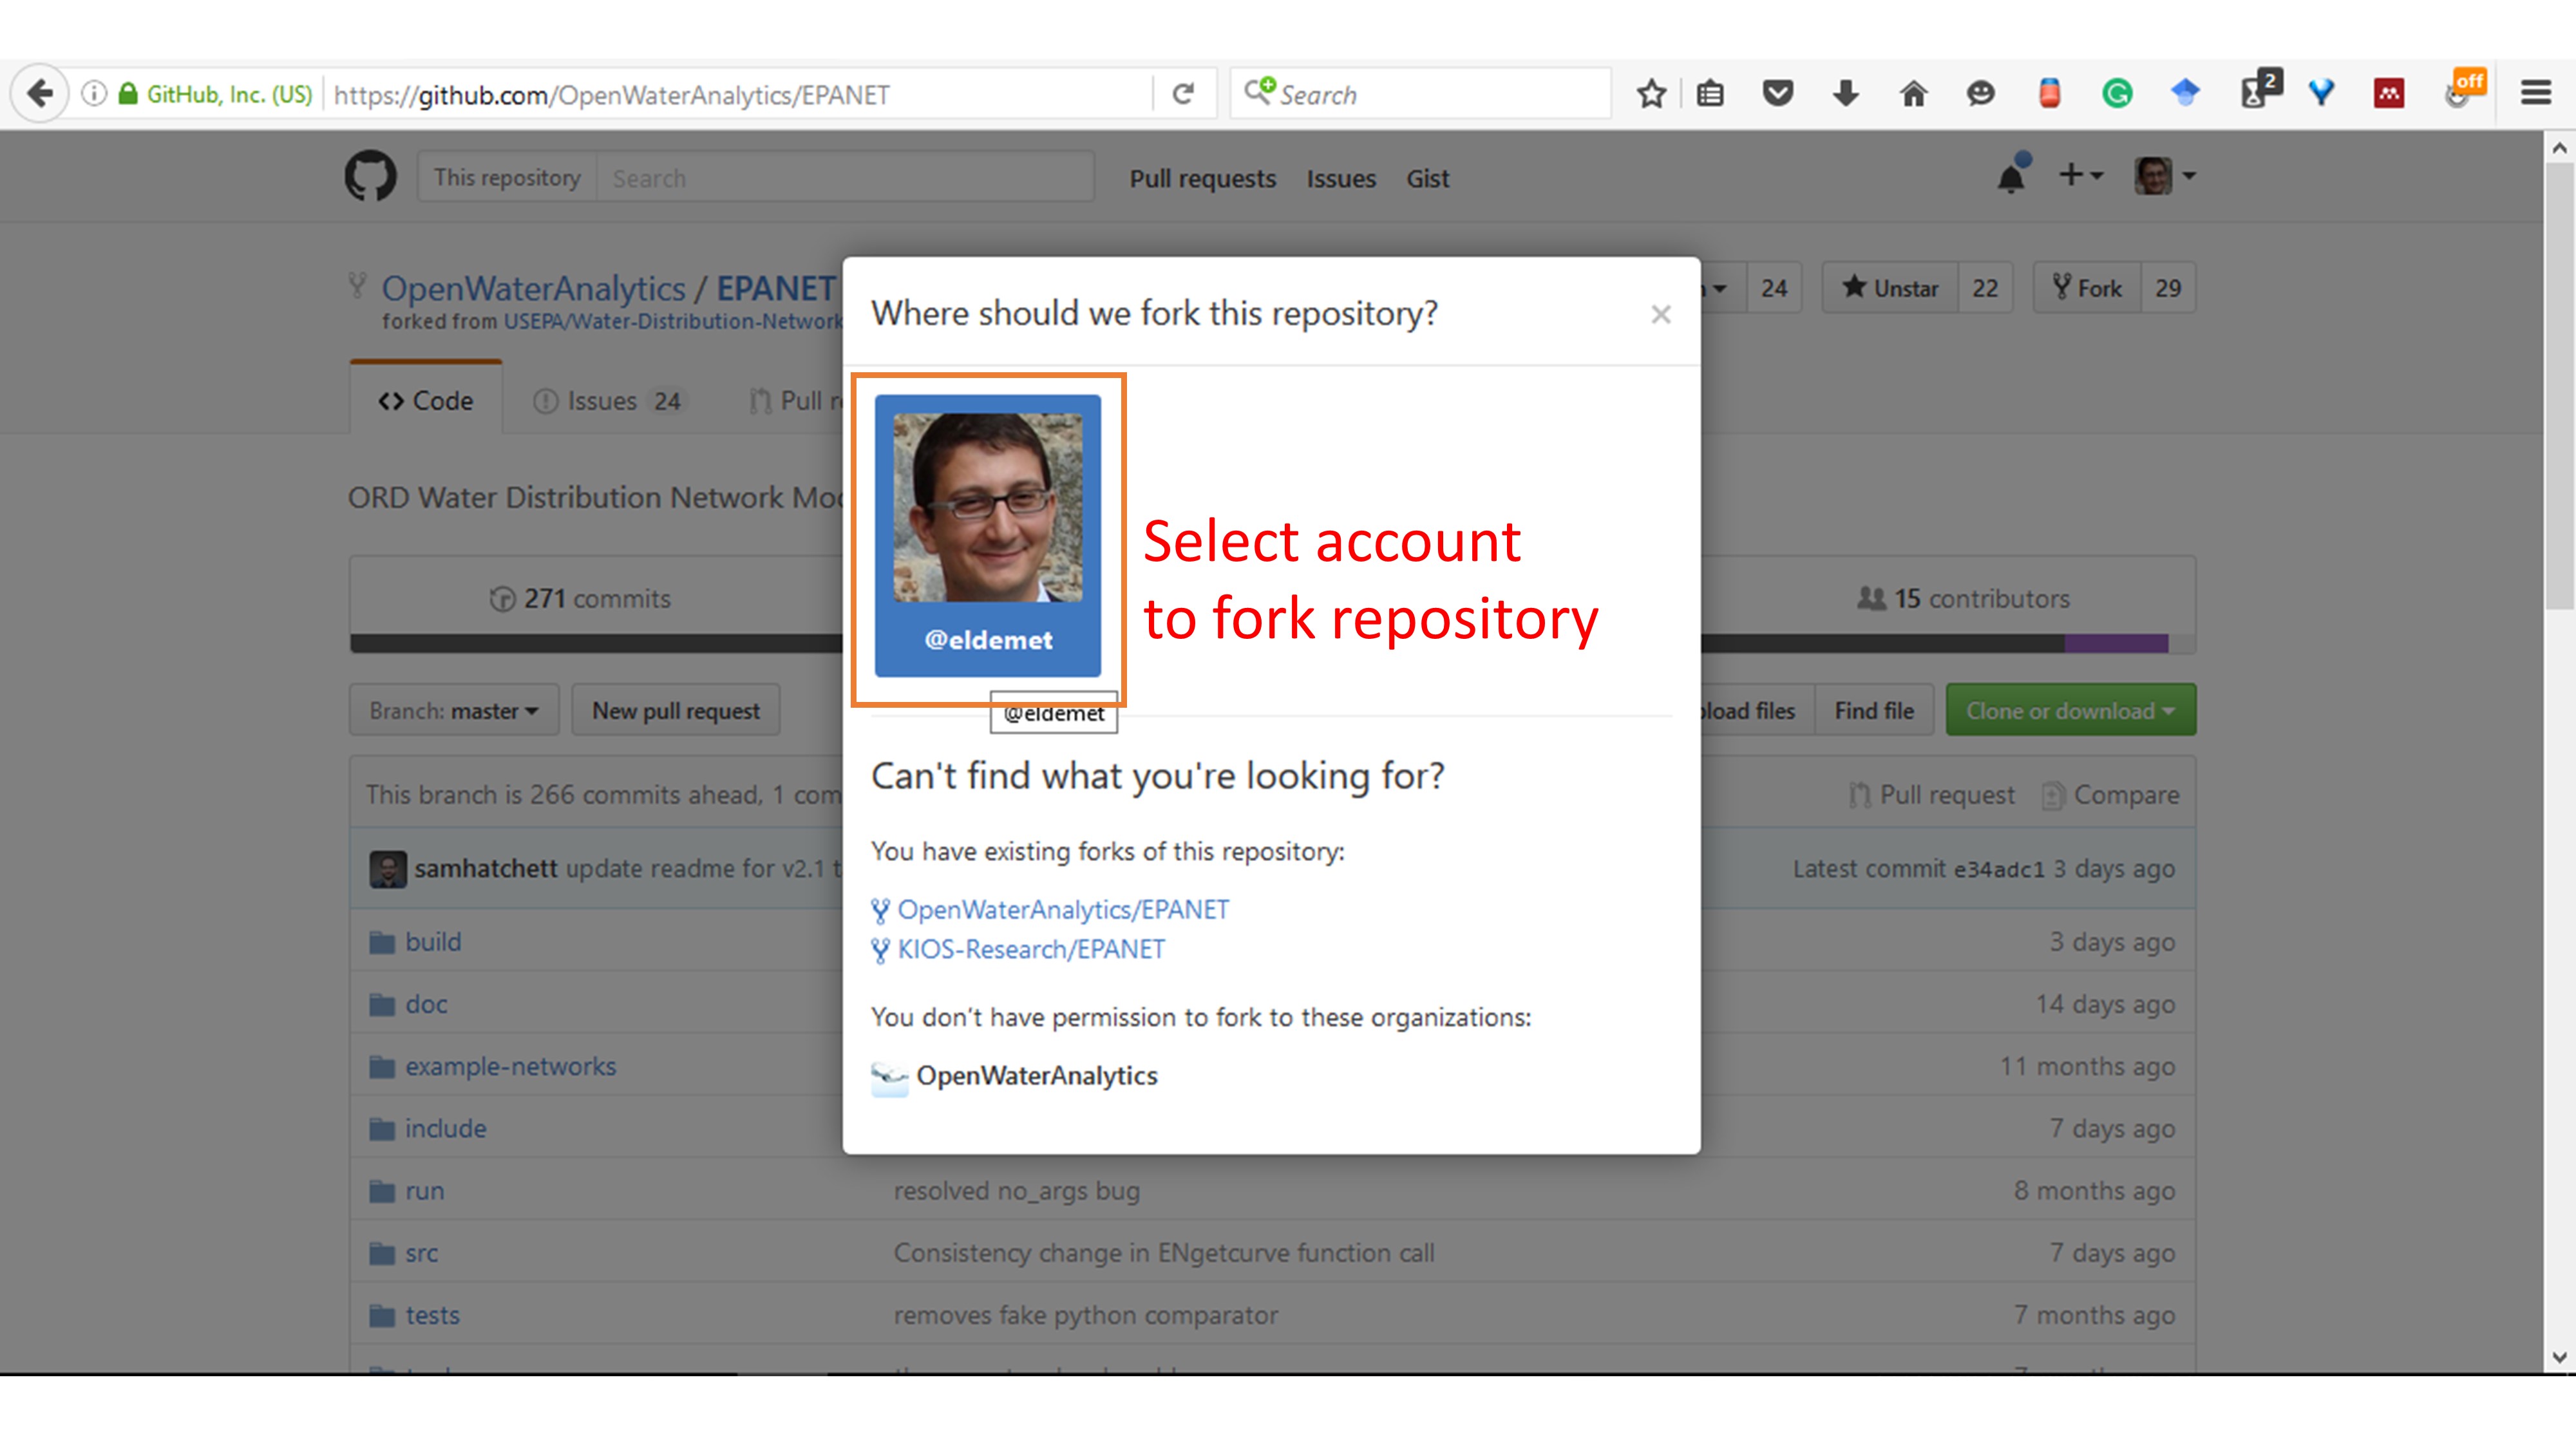 GitHub, Inc. (US) https://github.com/OpenWaterAnalytics/EPANET Search 2 off
This repository Search Pull requests Issues Gist
OpenWaterAnalytics / EPANET
forked from USEPA/Water-Distribution-Network
24 Unstar 22 Fork 29
Code Issues 24 Pull
ORD Water Distribution Network
271 commits
15 contributors
Branch: master New pull request
files Find file Clone or download
This branch is 266 commits ahead, 1
Pull request Compare
samhatchett update readme for v2.1
Latest commit e34adc1 3 days ago
build 3 days ago
doc 14 days ago
example-networks 11 months ago
include 7 days ago
run resolved no_args bug 8 months ago
src Consistency change in ENgetcurve function call 7 days ago
tests removes fake python comparator 7 months ago
Where should we fork this repository? ×
@eldemet
Select account
to fork repository
@eldemet
Can't find what you're looking for?
You have existing forks of this repository:
OpenWaterAnalytics/EPANET
KIOS-Research/EPANET
You don't have permission to fork to these organizations:
OpenWaterAnalytics